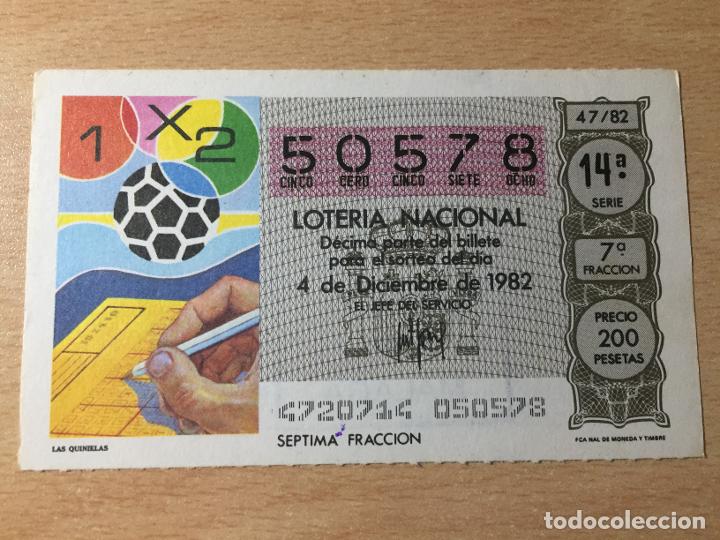 1 X 2
50578
CINCO CERO CINCO SIETE OCHO
LOTERIA NACIONAL
Décima parte del billete
para el sorteo del día
4 de Diciembre de 1982
EL JEFE DEL SERVICIO
4720714 050578
SEPTIMA FRACCION
LAS QUINIELAS
47/82
14ª
SERIE
7ª
FRACCION
PRECIO
200
PESETAS
FCA NAL DE MONEDA Y TIMBRE
todocoleccion
todocoleccion.net